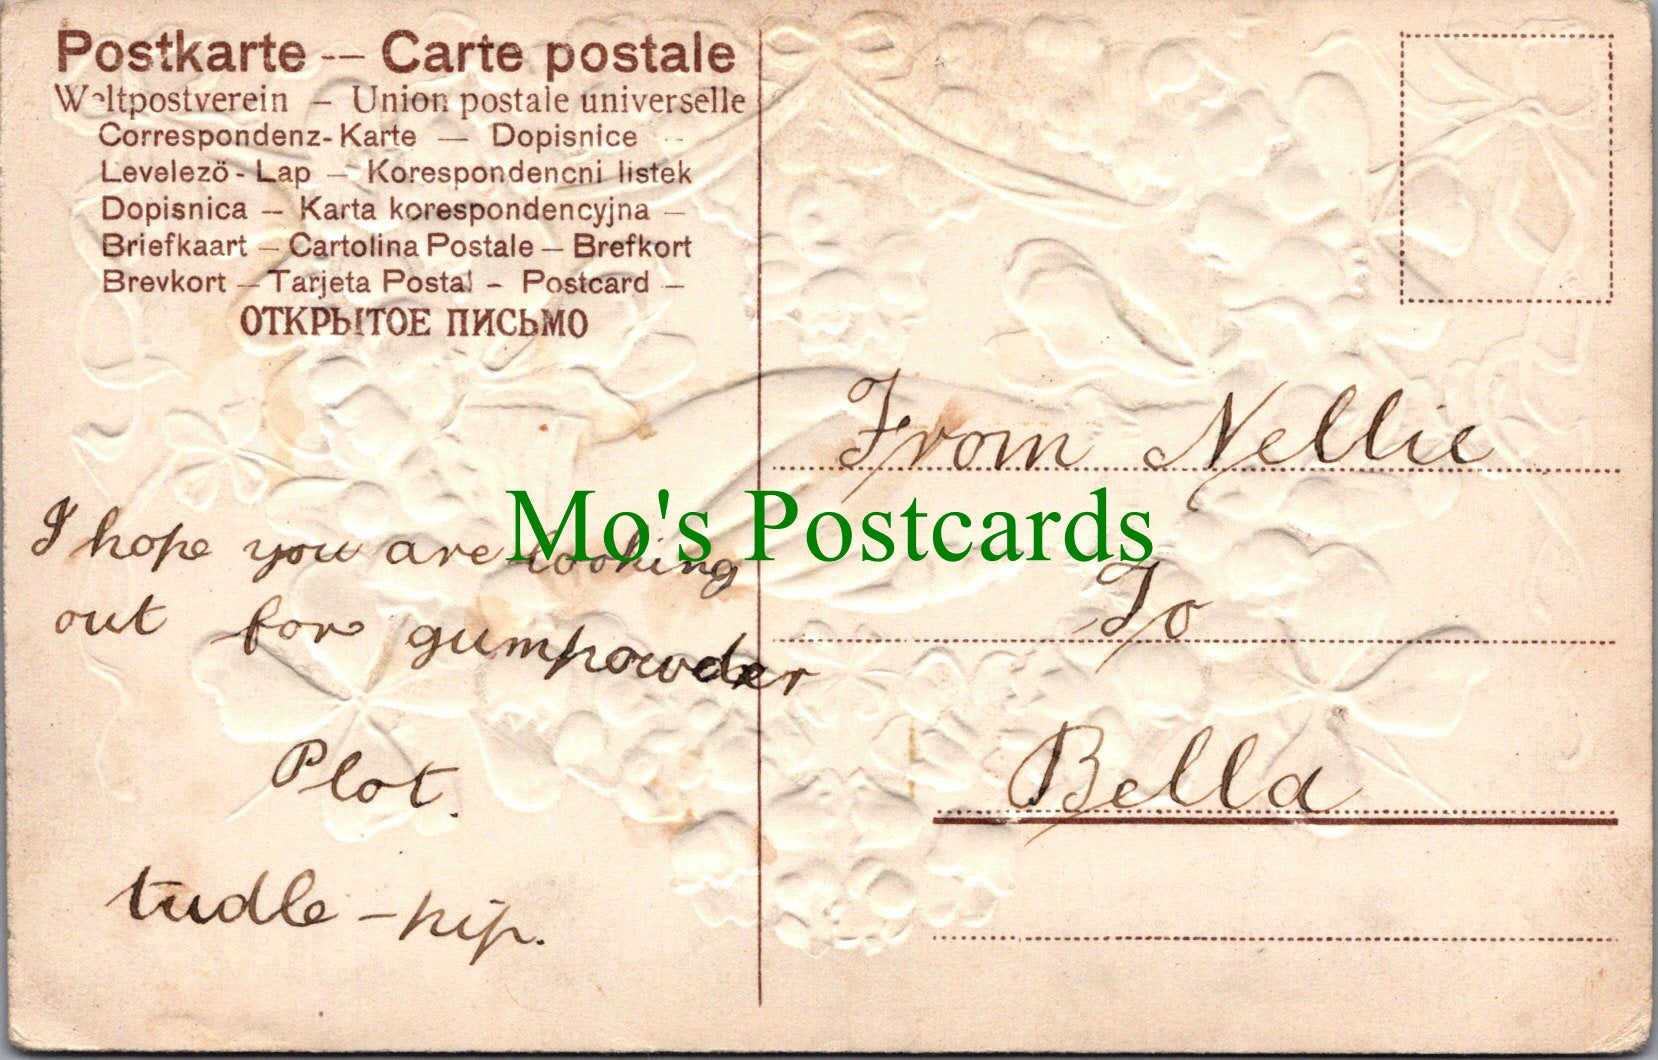 Postkarte -- Carte postale
Weltpostverein – Union postale universelle
Correspondenz-Karte — Dopisnice --
Levelezö-Lap – Korespondencni listek
Dopisnica – Karta korespondencyjna –
Briefkaart – Cartolina Postale – Brefkort
Brevkort – Tarjeta Postal - Postcard –
ОТКРЫТОЕ ПИСЬМО
I hope you are looking
out for gumpowder
Plot.
tudle-pip.
Mo's Postcards
From Nellie
To
Bella